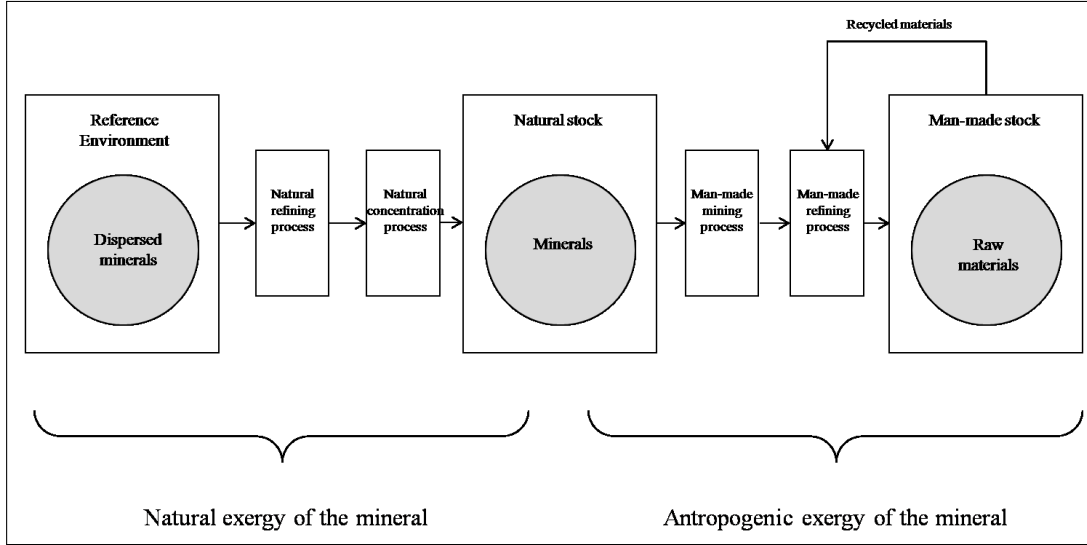 Recycled materials
Reference
Environment
Dispersed
minerals
Natural
refining
process
Natural
concentration
process
Natural stock
Minerals
Man-made
mining
process
Man-made
refining
process
Man-made stock
Raw
materials
Natural exergy of the mineral
Antropogenic exergy of the mineral